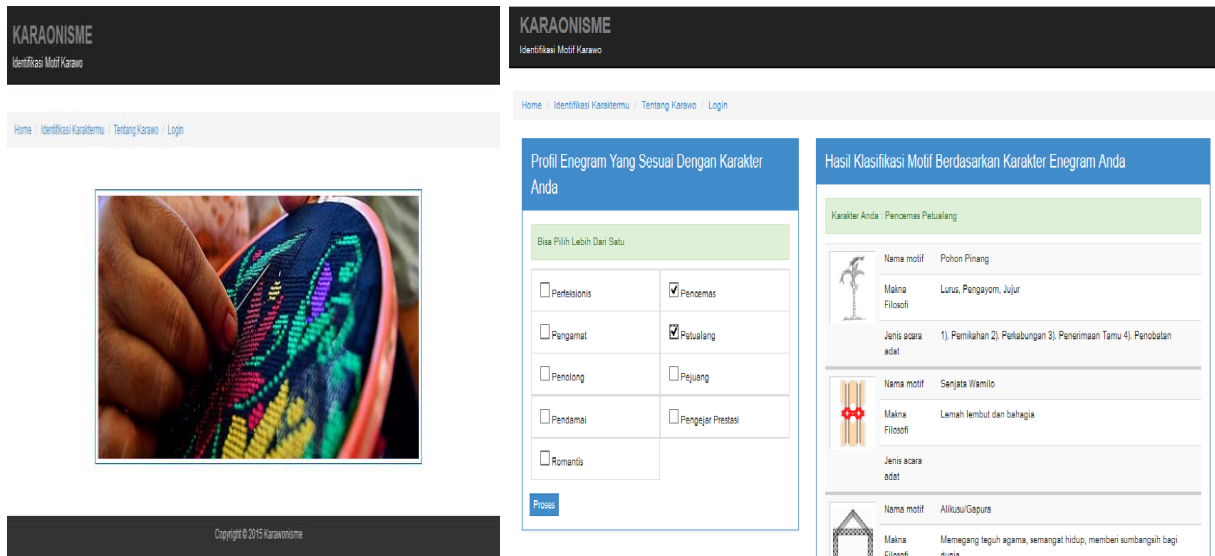 KARAONISME
Identifikasi Motif Karawo
Home / Identifikasi Karaktermu / Tentang Karawo / Login
Copyright © 2015 Karawonisme
KARAONISME
Identifikasi Motif Karawo
Home / Identifikasi Karaktermu / Tentang Karawo / Login
Profil Enegram Yang Sesuai Dengan Karakter
Anda
Bisa Pilih Lebih Dari Satu
Perfeksionis
Pencemas
Pengamat
Petualang
Penolong
Pejuang
Pendamai
Pengejar Prestasi
Romantis
Proses
Hasil Klasifikasi Motif Berdasarkan Karakter Enegram Anda
Karakter Anda : Pencemas Petualang
Nama motif Pohon Pinang
Makna Lurus, Pengayom, Jujur
Filosofi
Jenis acara 1). Pernikahan 2). Perkabungan 3). Penerimaan Tamu 4). Penobatan
adat
Nama motif Senjata Wamilo
Makna Lemah lembut dan bahagia
Filosofi
Jenis acara
adat
Nama motif Alikusu/Gapura
Makna Memegang teguh agama, semangat hidup, memberi sumbangsih bagi
Filosofi dunia